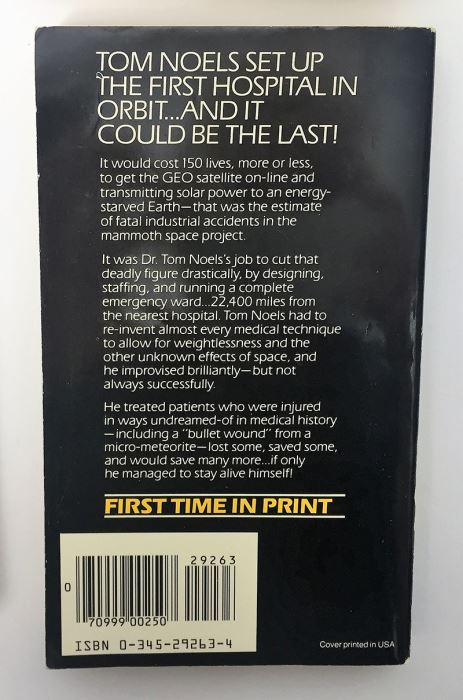 TOM NOELS SET UP
THE FIRST HOSPITAL IN
ORBIT...AND IT
COULD BE THE LAST!
It would cost 150 lives, more or less,
to get the GEO satellite on-line and
transmitting solar power to an energy-
starved Earth—that was the estimate
of fatal industrial accidents in the
mammoth space project.
It was Dr. Tom Noels's job to cut that
deadly figure drastically, by designing,
staffing, and running a complete
emergency ward...22,400 miles from
the nearest hospital. Tom Noels had to
re-invent almost every medical technique
to allow for weightlessness and the
other unknown effects of space, and
he improvised brilliantly—but not
always successfully.
He treated patients who were injured
in ways undreamed-of in medical history
—including a "bullet wound" from a
micro-meteorite—lost some, saved some,
and would save many more...if only
he managed to stay alive himself!
FIRST TIME IN PRINT
29263
0
70999 00250
ISBN 0-345-29263-4
Cover printed in USA